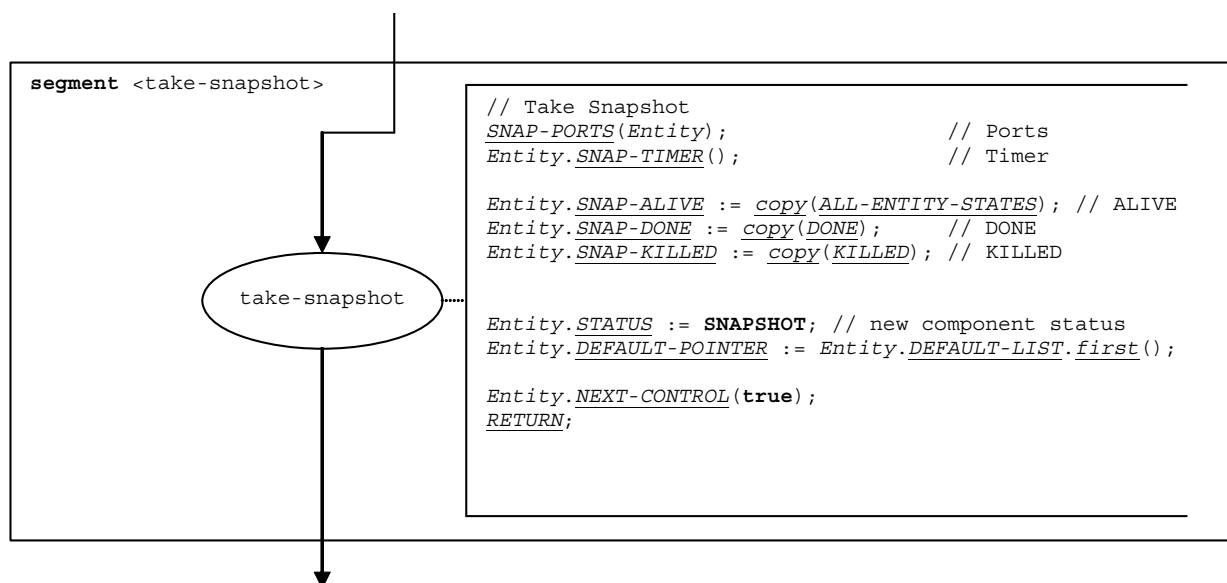 segment <take-snapshot>
// Take Snapshot
SNAP-PORTS(Entity); // Ports
Entity.SNAP-TIMER(); // Timer
Entity.SNAP-ALIVE := copy(ALL-ENTITY-STATES); // ALIVE
Entity.SNAP-DONE := copy(DONE); // DONE
Entity.SNAP-KILLED := copy(KILLED); // KILLED
take-snapshot
Entity.STATUS := SNAPSHOT; // new component status
Entity.DEFAULT-POINTER := Entity.DEFAULT-LIST.first();
Entity.NEXT-CONTROL(true);
RETURN;